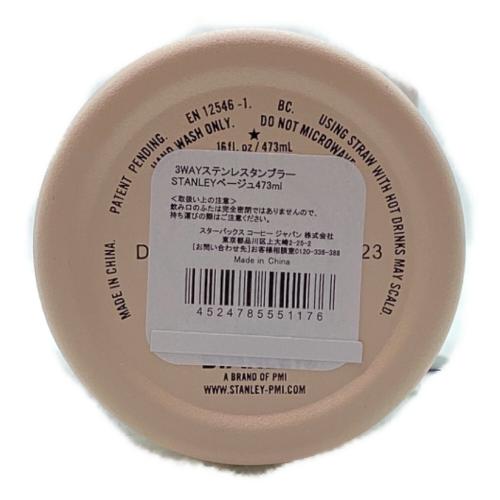 MADE IN CHINA. PATENT PENDING. EN 12546 -1. BC. USING STRAW WITH HOT DRINKS MAY SCALD.
HAND WASH ONLY. DO NOT MICROWAVE
16fl. oz/473ml
3WAYステンレスタンブラー
STANLEYベージュ473ml
<取扱い上の注意>
飲み口のふたは完全密閉ではありませんので、
持ち運びの際はご注意ください。
スターバックス コーヒー ジャパン 株式会社
東京都品川区上大崎2-25-2
[お問い合わせ先]お客様相談室0120-336-388
Made in China
D
23
4524785551176
A BRAND OF PMI
WWW.STANLEY-PMI.COM